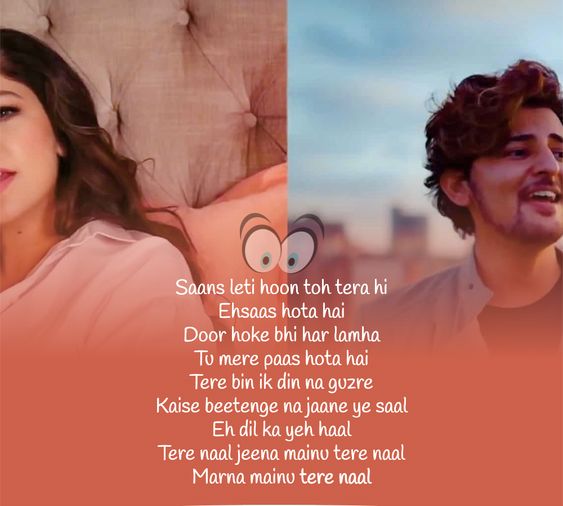 Saans leti hoon toh tera hi
Ehsaas hota hai
Door hoke bhi har lamha
Tu mere paas hota hai
Tere bin ik din na guzre
Kaise beetenge na jaane ye saal
Eh dil ka yeh haal
Tere naal jeena mainu tere naal
Marna mainu tere naal